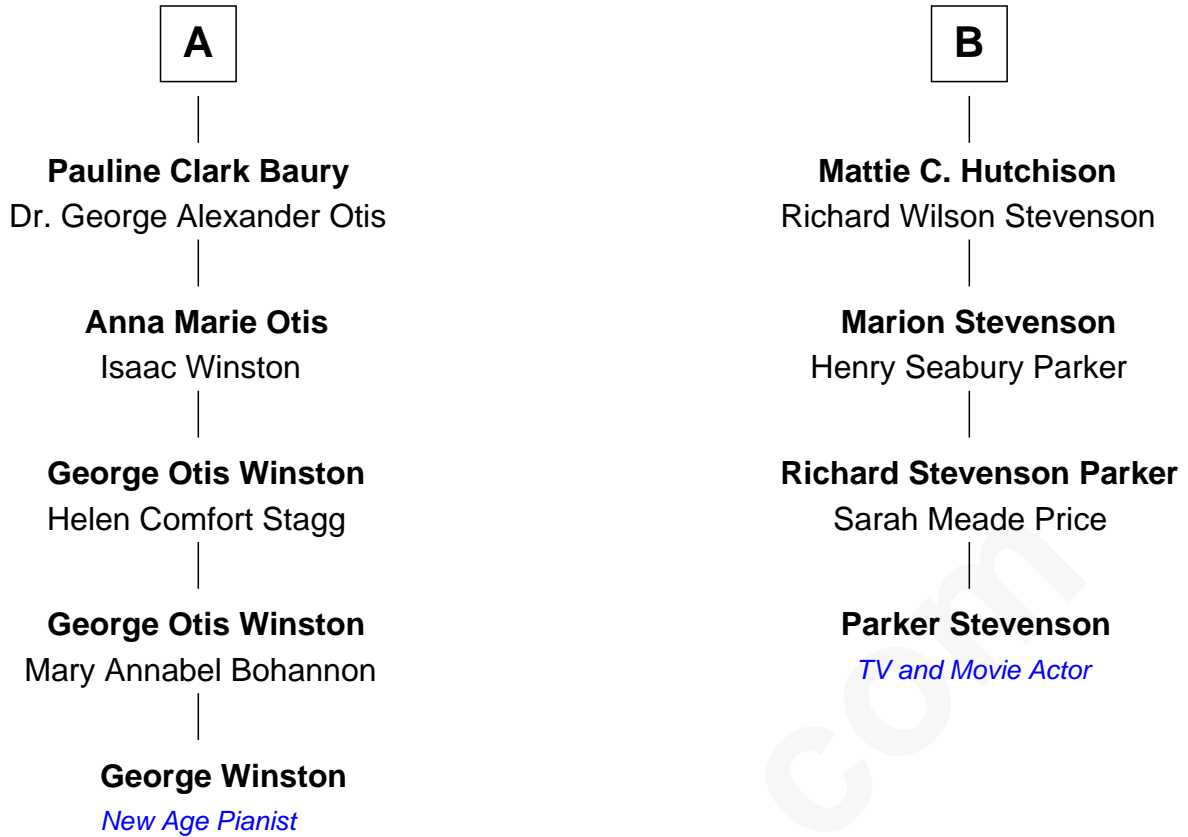 A
Pauline Clark Baury
Dr. George Alexander Otis
Anna Marie Otis
Isaac Winston
George Otis Winston
Helen Comfort Stagg
George Otis Winston
Mary Annabel Bohannon
George Winston
New Age Pianist
B
Mattie C. Hutchison
Richard Wilson Stevenson
Marion Stevenson
Henry Seabury Parker
Richard Stevenson Parker
Sarah Meade Price
Parker Stevenson
TV and Movie Actor
com